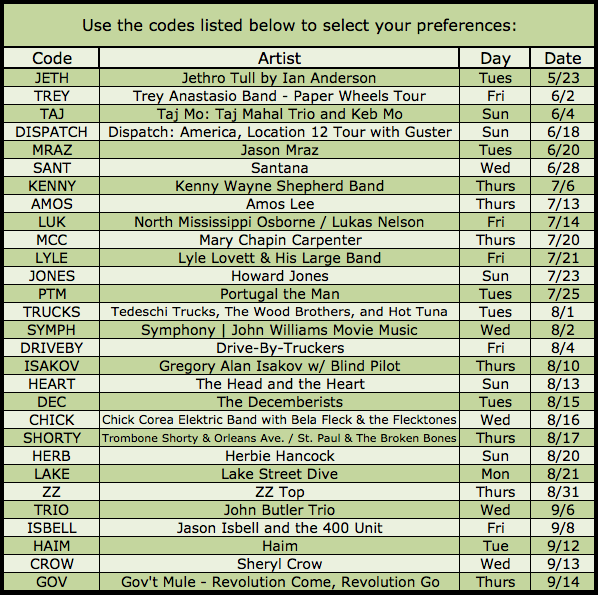 Use the codes listed below to select your preferences:
Code Artist Day Date
JETH Jethro Tull by Ian Anderson Tues 5/23
TREY Trey Anastasio Band - Paper Wheels Tour Fri 6/2
TAJ Taj Mo: Taj Mahal Trio and Keb Mo Sun 6/4
DISPATCH Dispatch: America, Location 12 Tour with Guster Sun 6/18
MRAZ Jason Mraz Tues 6/20
SANT Santana Wed 6/28
KENNY Kenny Wayne Shepherd Band Thurs 7/6
AMOS Amos Lee Thurs 7/13
LUK North Mississippi Osborne / Lukas Nelson Fri 7/14
MCC Mary Chapin Carpenter Thurs 7/20
LYLE Lyle Lovett & His Large Band Fri 7/21
JONES Howard Jones Sun 7/23
PTM Portugal the Man Tues 7/25
TRUCKS Tedeschi Trucks, The Wood Brothers, and Hot Tuna Tues 8/1
SYMPH Symphony | John Williams Movie Music Wed 8/2
DRIVEBY Drive-By-Truckers Fri 8/4
ISAKOV Gregory Alan Isakov w/ Blind Pilot Thurs 8/10
HEART The Head and the Heart Sun 8/13
DEC The Decemberists Tues 8/15
CHICK Chick Corea Elektric Band with Bela Fleck & the Flecktones Wed 8/16
SHORTY Trombone Shorty & Orleans Ave. / St. Paul & The Broken Bones Thurs 8/17
HERB Herbie Hancock Sun 8/20
LAKE Lake Street Dive Mon 8/21
ZZ ZZ Top Thurs 8/31
TRIO John Butler Trio Wed 9/6
ISBELL Jason Isbell and the 400 Unit Fri 9/8
HAIM Haim Tue 9/12
CROW Sheryl Crow Wed 9/13
GOV Gov't Mule - Revolution Come, Revolution Go Thurs 9/14